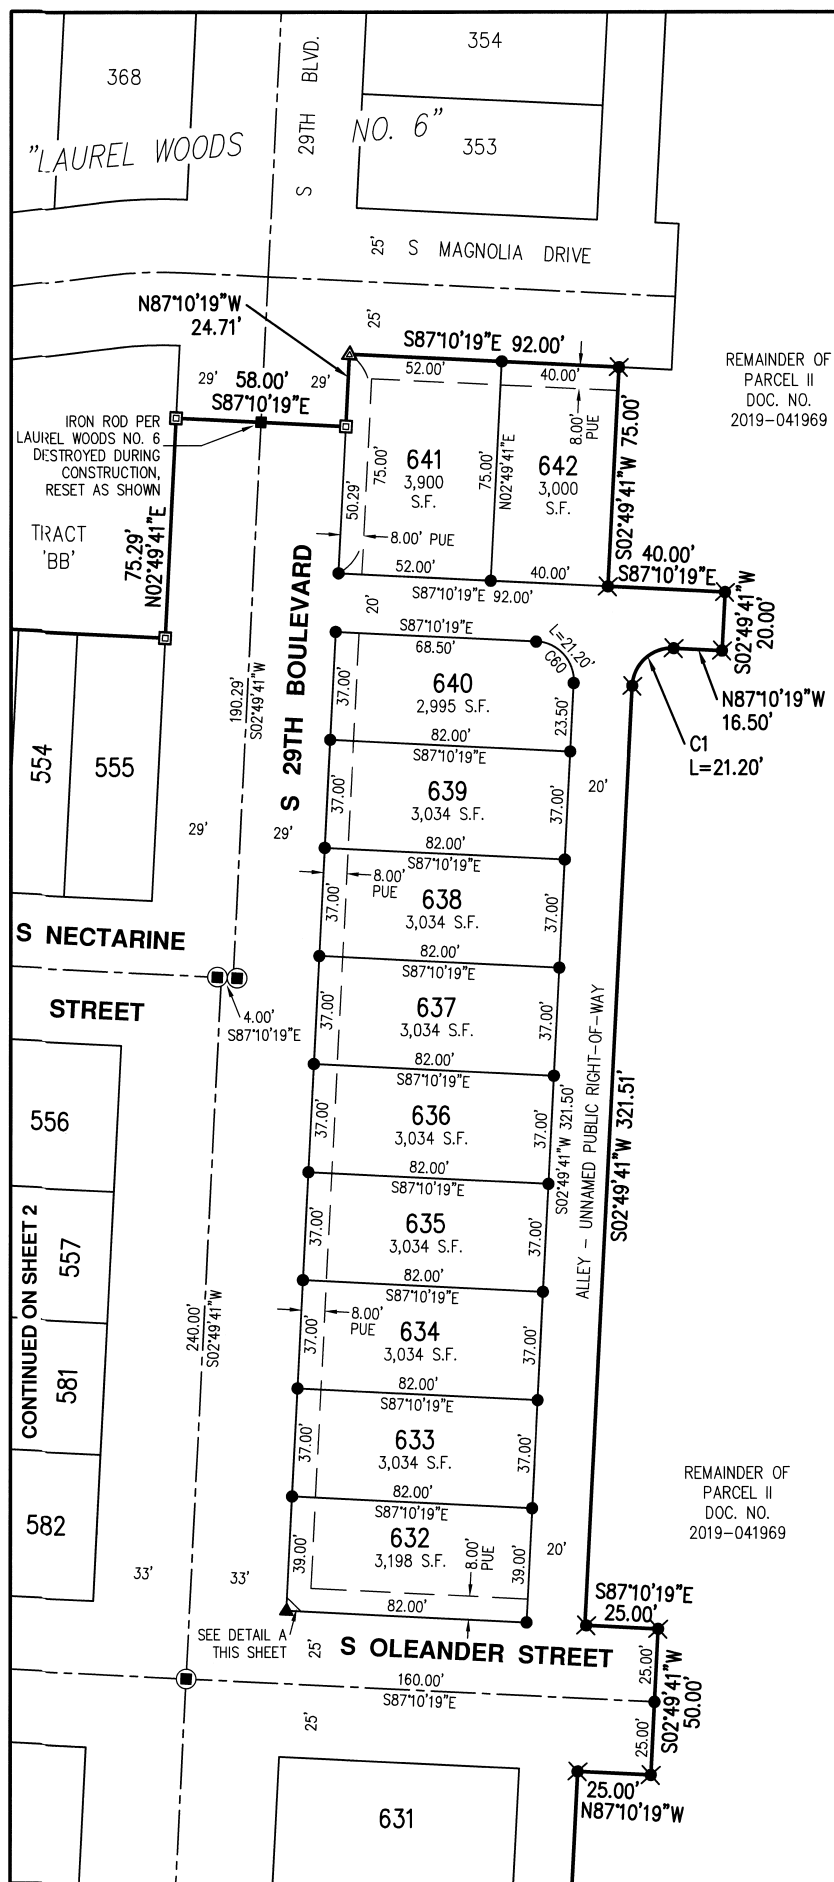 354
368
S 29TH BLVD.
"LAUREL WOODS NO. 6"
353
25'
S MAGNOLIA DRIVE
N87°10'19"W
24.71'
25'
S87°10'19"E 92.00'
52.00'
40.00'
8.00'
PUE
REMAINDER OF
PARCEL II
DOC. NO.
2019-041969
29'
58.00'
29'
S87°10'19"E
IRON ROD PER
LAUREL WOODS NO. 6
DESTROYED DURING
CONSTRUCTION,
RESET AS SHOWN
TRACT
'BB'
75.29'
N02°49'41"E
50.29'
75.00'
641
3,900
S.F.
75.00'
N02°49'41"E
642
3,000
S.F.
S02°49'41"W 75.00'
8.00' PUE
52.00'
40.00'
S87°10'19"E 92.00'
40.00'
S87°10'19"E
S02°49'41"W
20.00'
20'
S87°10'19"E
68.50'
L=21.20'
C60
N87°10'19"W
16.50'
C1
L=21.20'
190.29'
S02°49'41"W
S 29TH BOULEVARD
37.00'
640
2,995 S.F.
23.50'
82.00'
S87°10'19"E
554
555
37.00'
639
3,034 S.F.
37.00'
20'
29'
29'
82.00'
S87°10'19"E
8.00'
PUE
37.00'
638
3,034 S.F.
37.00'
S NECTARINE
STREET
82.00'
S87°10'19"E
4.00'
S87°10'19"E
37.00'
637
3,034 S.F.
37.00'
82.00'
S87°10'19"E
556
37.00'
636
3,034 S.F.
37.00'
S02°49'41"W 321.50'
ALLEY - UNNAMED PUBLIC RIGHT-OF-WAY
S02°49'41"W 321.51'
82.00'
S87°10'19"E
CONTINUED ON SHEET 2
557
37.00'
635
3,034 S.F.
37.00'
82.00'
S87°10'19"E
240.00'
S02°49'41"W
8.00'
PUE
37.00'
634
3,034 S.F.
37.00'
581
82.00'
S87°10'19"E
37.00'
633
3,034 S.F.
37.00'
82.00'
S87°10'19"E
REMAINDER OF
PARCEL II
DOC. NO.
2019-041969
582
39.00'
632
3,198 S.F.
8.00'
PUE
39.00'
20'
33'
33'
82.00'
S87°10'19"E
25.00'
SEE DETAIL A
THIS SHEET
25'
S OLEANDER STREET
25.00'
S02°49'41"W
50.00'
160.00'
S87°10'19"E
25'
25.00'
25.00'
N87°10'19"W
631